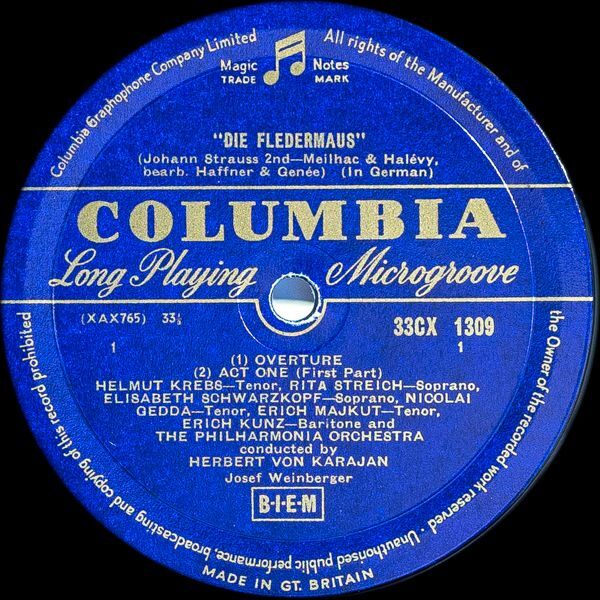 Columbia Graphophone Company Limited
All rights of the Manufacturer and of
the Owner of the recorded work reserved · Unauthorised public performance, broadcasting and copying of this record prohibited
Magic Notes
TRADE MARK
"DIE FLEDERMAUS"
(Johann Strauss 2nd—Meilhac & Halévy,
bearb. Haffner & Genée) (In German)
COLUMBIA
Long Playing Microgroove
(XAX765) 33⅓
33CX 1309
1
1
(1) OVERTURE
(2) ACT ONE (First Part)
HELMUT KREBS—Tenor, RITA STREICH—Soprano,
ELISABETH SCHWARZKOPF—Soprano, NICOLAI
GEDDA—Tenor, ERICH MAJKUT—Tenor,
ERICH KUNZ—Baritone and
THE PHILHARMONIA ORCHESTRA
conducted by
HERBERT VON KARAJAN
Josef Weinberger
B·I·E·M
MADE IN GT. BRITAIN